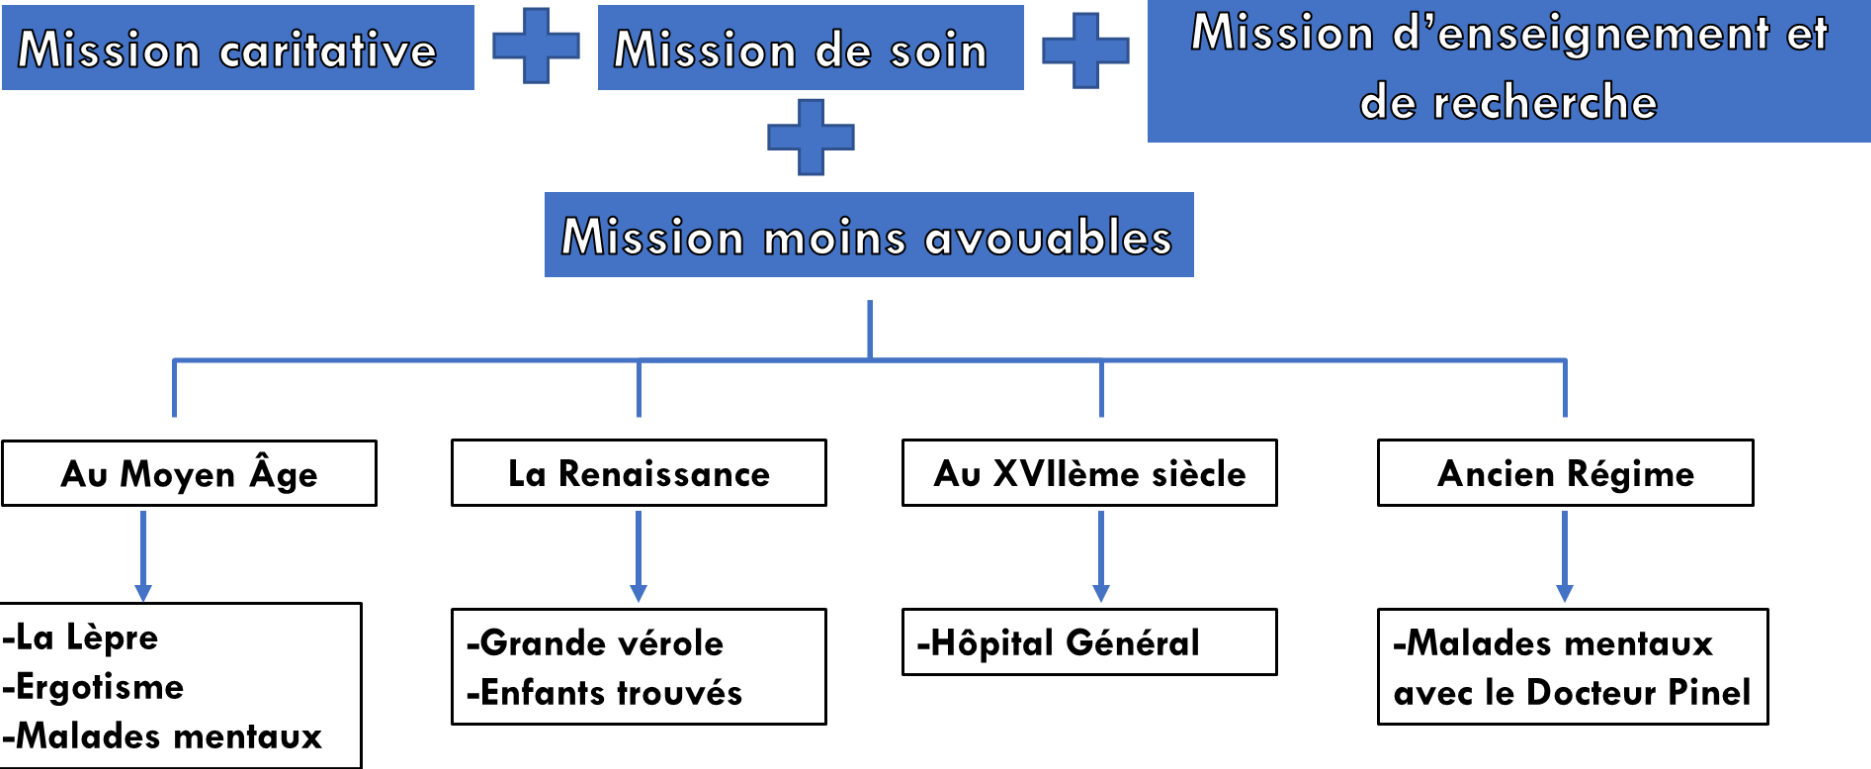 Mission caritative
Mission de soin
Mission d’enseignement et
de recherche
Mission moins avouables
Au Moyen Âge
La Renaissance
Au XVIIème siècle
Ancien Régime
-La Lèpre
-Ergotisme
-Malades mentaux
-Grande vérole
-Enfants trouvés
-Hôpital Général
-Malades mentaux
avec le Docteur Pinel